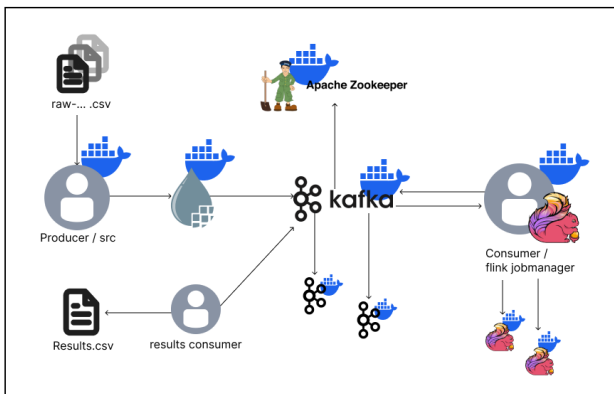 Apache Zookeeper
raw-... .csv
kafka
Producer / src
Consumer /
flink jobmanager
Results.csv
results consumer